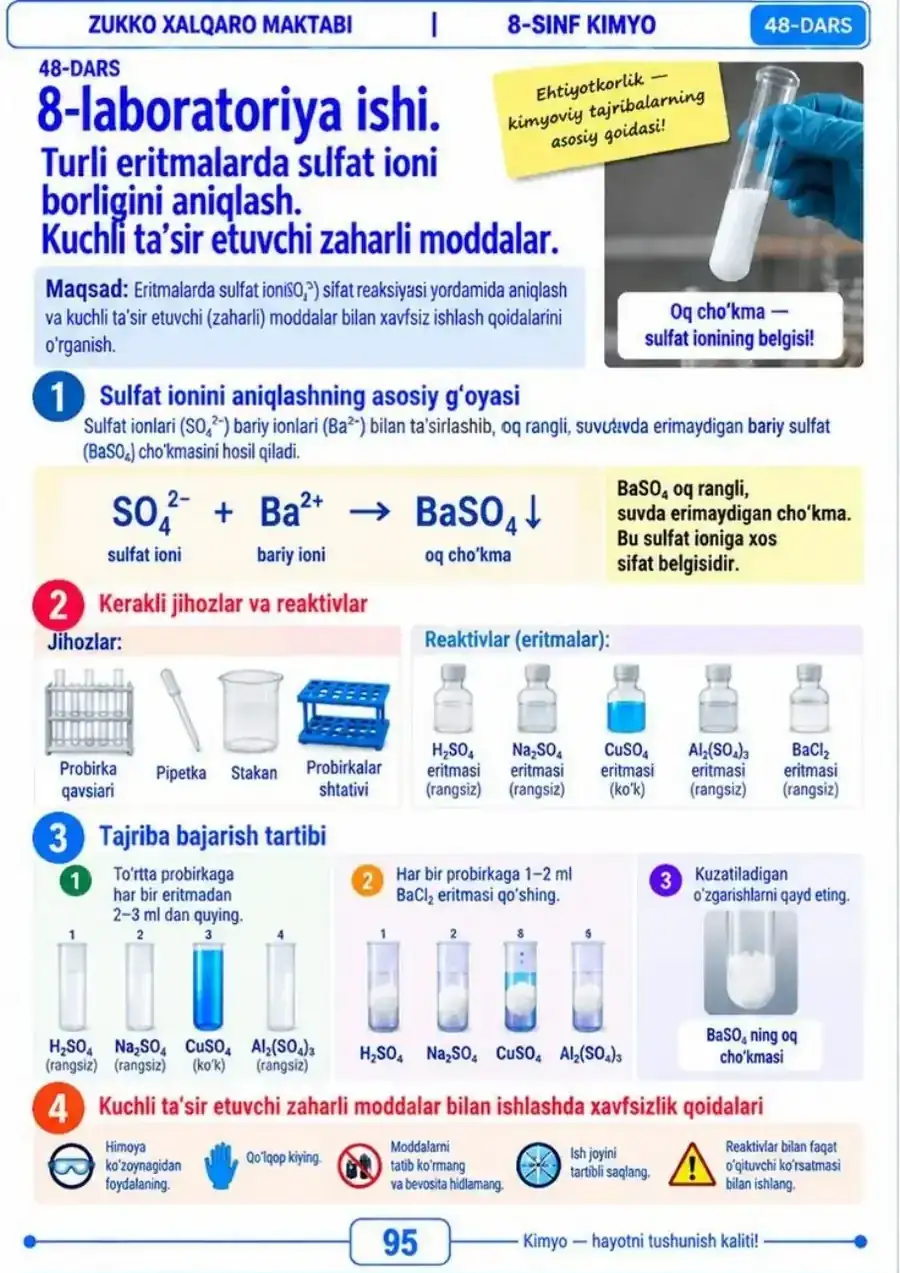 ZUKKO XALQARO MAKTABI | 8-SINF KIMYO 48-DARS
48-DARS
8-laboratoriya ishi.
Turli eritmalarda sulfat ioni
borligini aniqlash.
Kuchli ta’sir etuvchi zaharli moddalar.
Ehtiyotkorlik —
kimyoviy tajribalarning
asosiy qoidasi!
Oq cho‘kma —
sulfat ionining belgisi!
Maqsad: Eritmalarda sulfat sifat reaksiyasi yordamida aniqlash
va kuchli ta’sir etuvchi (zaharli) moddalar bilan xavfsiz ishlash qoidalarini
o‘rganish.
1 Sulfat ionini aniqlashning asosiy g‘oyasi
Sulfat ionlari (SO₄²⁻) bariy ionlari (Ba²⁻) bilan ta’sirlashib, oq rangli, erimaydigan bariy sulfat
(BaSO₄) cho‘kmasini hosil qiladi.
SO₄²⁻ + Ba²⁺ → BaSO₄↓
sulfat ioni bariy ioni oq cho‘kma
BaSO₄ oq rangli,
suvda erimaydigan cho‘kma.
Bu sulfat ioniga xos
sifat belgisidir.
2 Kerakli jihozlar va reaktivlar
Jihozlar:
Probirka
qavsiari
Pipetka
Stakan
Probirkalar
shtativi
Reaktivlar (eritmalar):
H₂SO₄ Na₂SO₄ CuSO₄ Al₂(SO₄)₃ BaCl₂
eritmasi eritmasi eritmasi eritmasi eritmasi
(rangsiz) (rangsiz) (ko‘k) (rangsiz) (rangsiz)
3 Tajriba bajarish tartibi
1 To‘rtta probirkaga
har bir eritmadan
2–3 ml dan quying.
1 2 3 4
H₂SO₄ Na₂SO₄ CuSO₄ Al₂(SO₄)₃
(rangsiz) (rangsiz) (ko‘k) (rangsiz)
2 Har bir probirkaga 1–2 ml
BaCl₂ eritmasi qo‘shing.
1 2 8 6
H₂SO₄ Na₂SO₄ CuSO₄ Al₂(SO₄)₃
3 Kuzatiladigan
o‘zgarishlarni qayd eting.
BaSO₄ ning oq
cho‘kmasi
4 Kuchli ta’sir etuvchi zaharli moddalar bilan ishlashda xavfsizlik qoidalari
Himoya
ko‘zoynagidan
foydalaning.
Qo‘lqop kiying.
Moddalarni
tatib ko‘rmang
va bevosita hidlamang.
Ish joyini
tartibli saqlang.
Reaktivlar bilan faqat
o‘qituvchi ko‘rsatmasi
bilan ishlang.
95
Kimyo — hayotni tushunish kaliti!